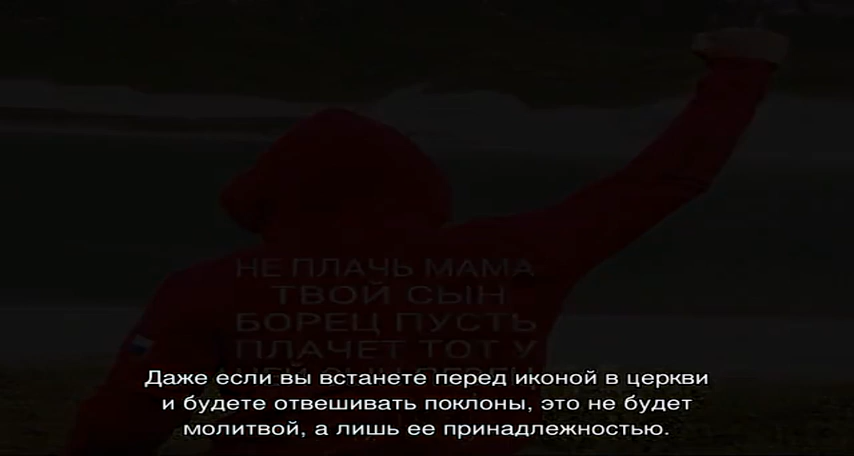 НЕ ПЛАЧЬ МАМА
ТВОЙ СЫН
БОРЕЦ ПУСТЬ
ПЛАЧЕТ ТОТ У
Даже если вы встанете перед иконой в церкви
и будете отвешивать поклоны, это не будет
молитвой, а лишь ее принадлежностью.